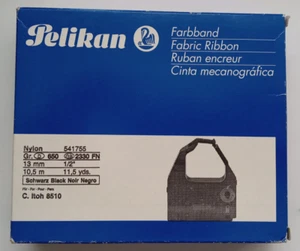 Pelikan
Farbband
Fabric Ribbon
Ruban encreur
Cinta mecanográfica
Nylon 541755
Gr. 650 2330 FN
13 mm 1/2"
10,5 m 11,5 yds.
Schwarz Black Noir Negro
Für · For · Pour · Para
C. Itoh 8510